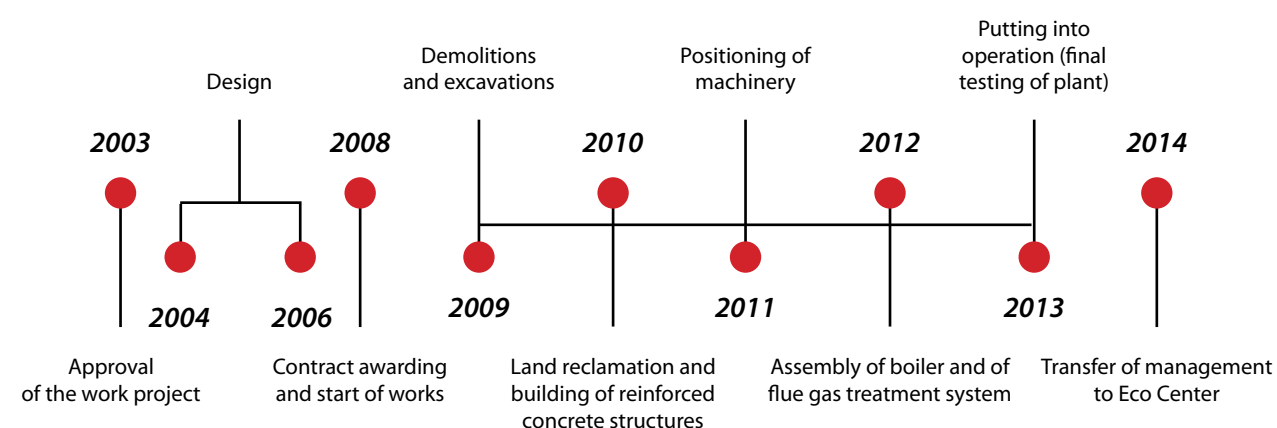 Design
Demolitions
and excavations
Positioning of
machinery
Putting into
operation (final
testing of plant)
2003
2008
2010
2012
2014
2004
2006
2009
2011
2013
Approval
of the work project
Contract awarding
and start of works
Land reclamation and
building of reinforced
concrete structures
Assembly of boiler and of
flue gas treatment system
Transfer of management
to Eco Center